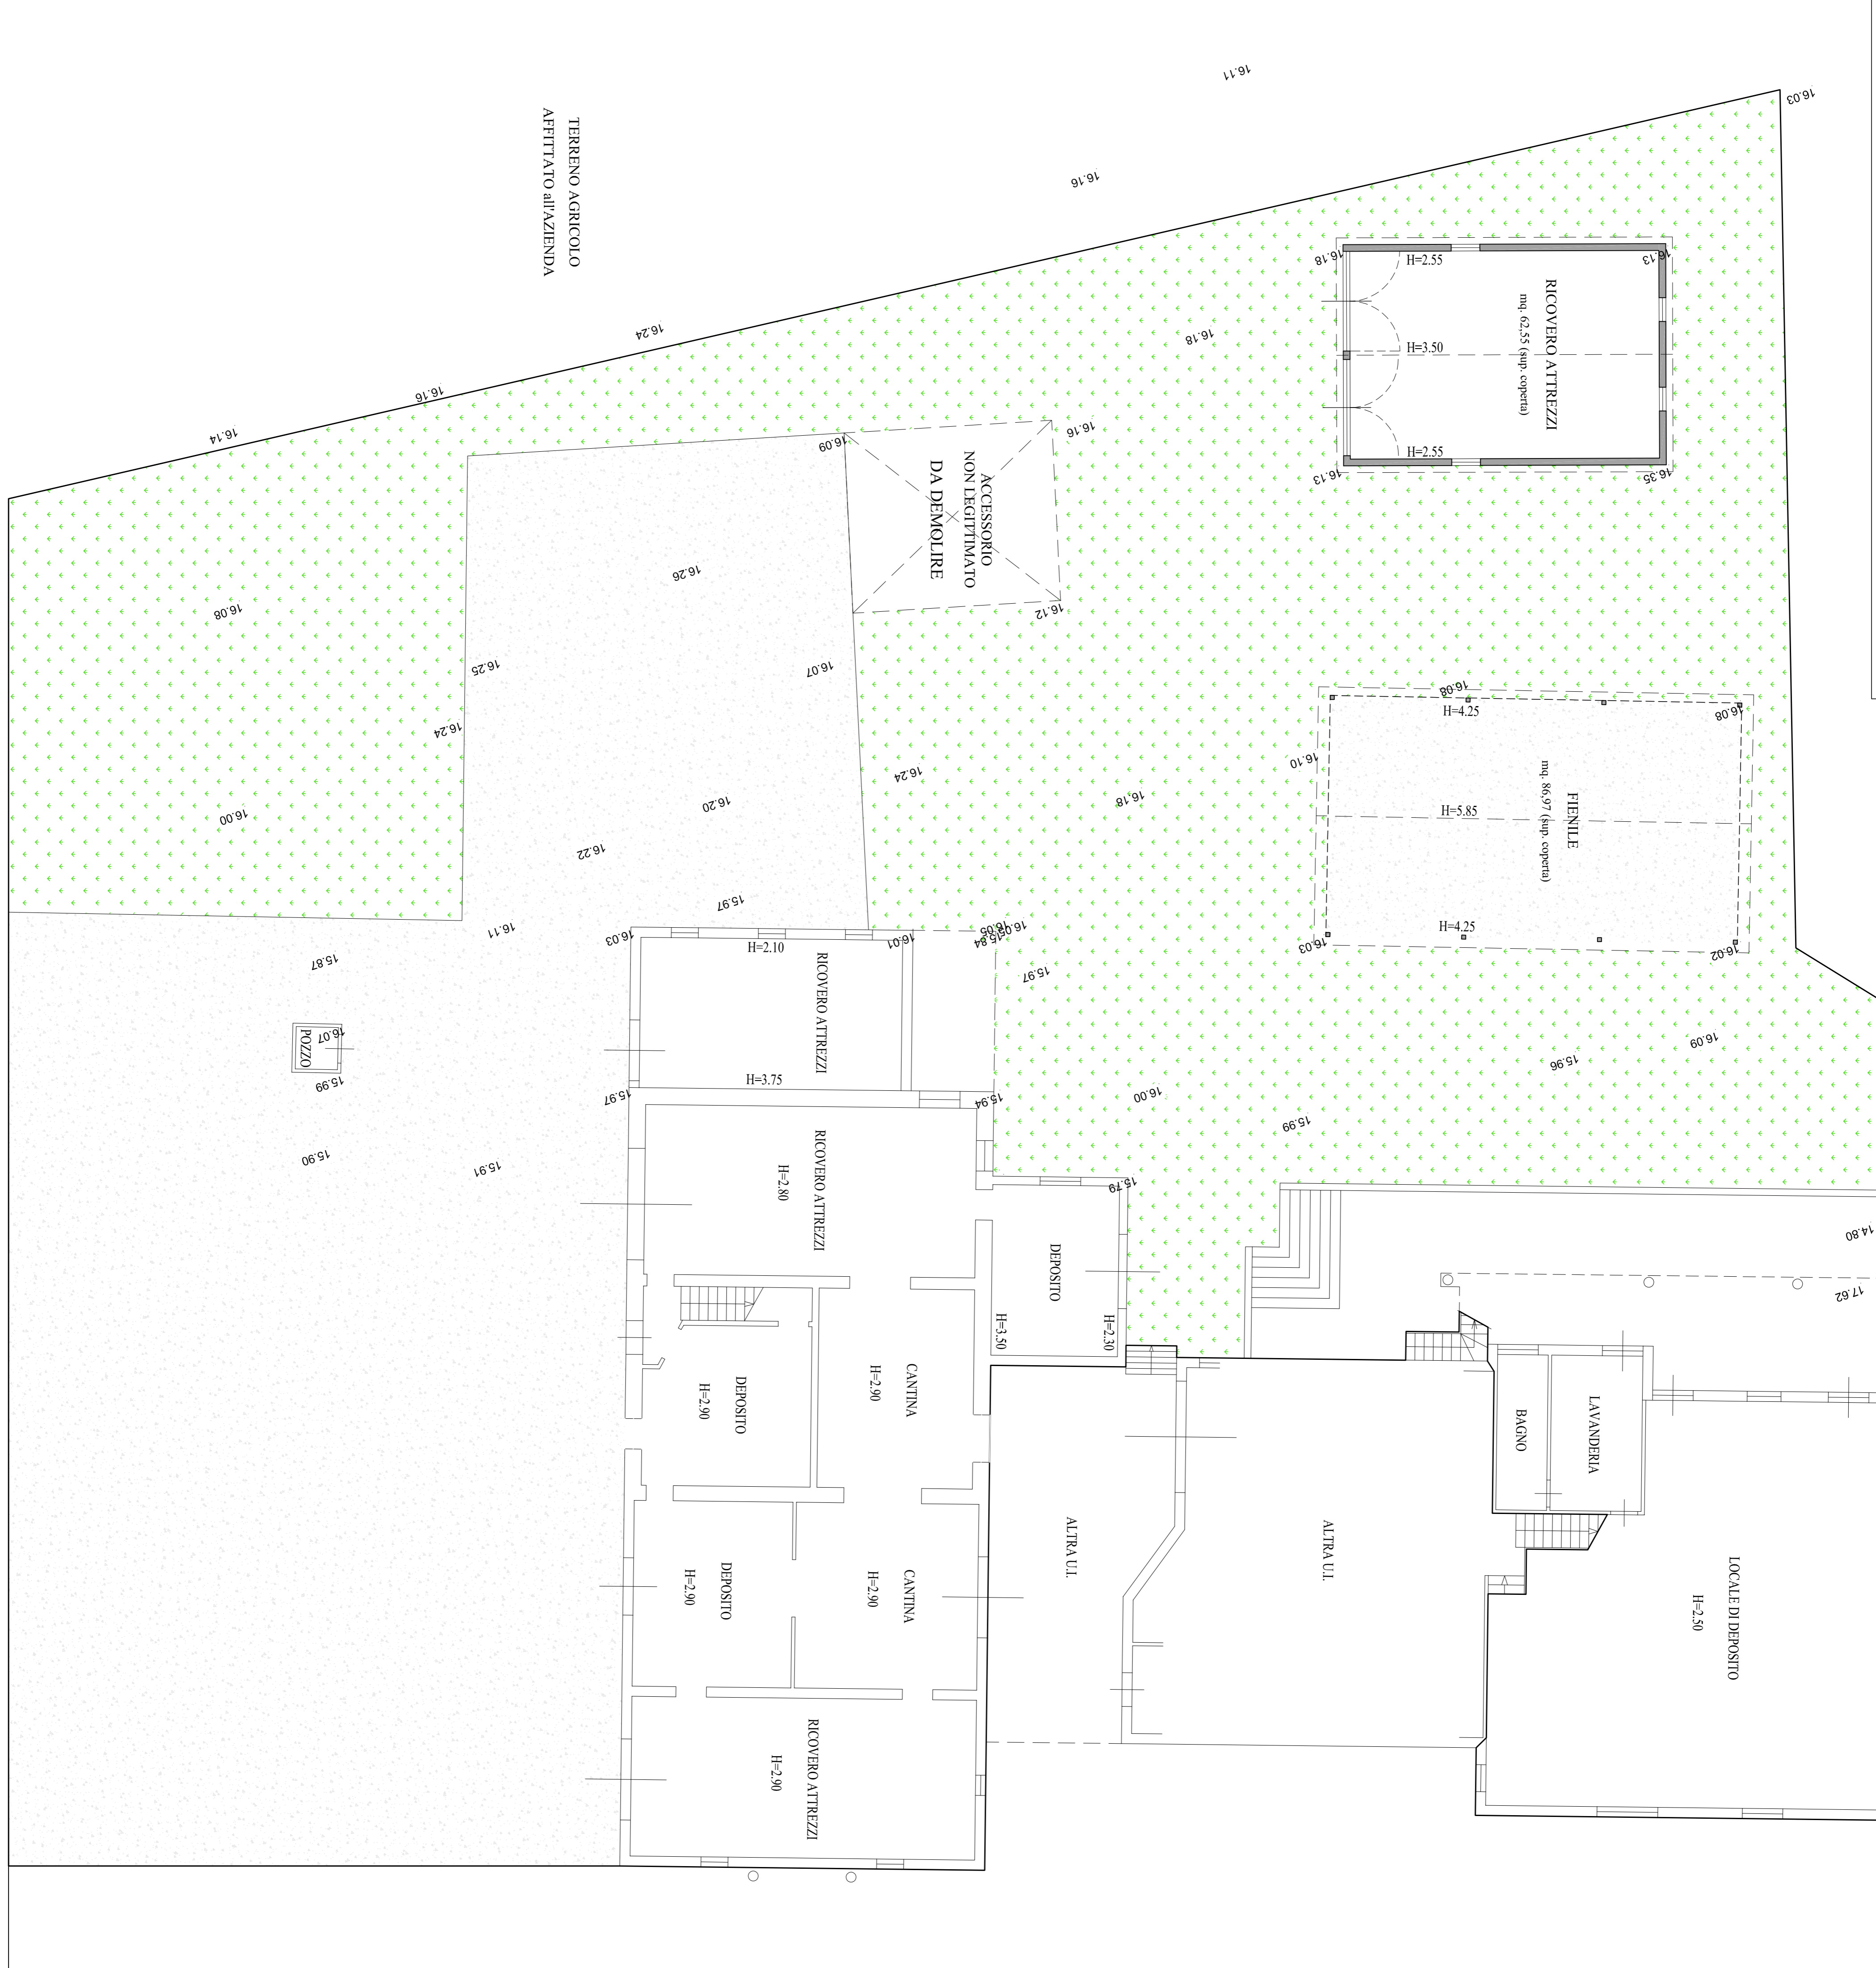 16.11
16.03
TERRENO AGRICOLO
AFFITTATO all'AZIENDA
16.16
16.18
H=2.55
16.13
RICOVERO ATTREZZI
mq. 62,55 (sup. coperta)
16.24
16.18
H=3.50
16.16
16.14
16.09
16.16
H=2.55
16.13
16.35
ACCESSORIO
NON LEGITTIMATO
DA DEMOLIRE
16.26
16.08
16.12
16.25
16.07
16.08
H=4.25
16.08
16.24
16.10
16.24
16.18
16.20
16.00
H=5.85
FIENILE
mq. 86,97 (sup. coperta)
16.22
15.97
16.11
16.03
H=2.10
16.01
16.05
15.84
16.05
H=4.25
16.03
16.02
15.87
15.97
RICOVERO ATTREZZI
16.07
POZZO
16.09
15.96
15.99
H=3.75
15.97
15.94
16.00
15.99
15.90
15.91
RICOVERO ATTREZZI
H=2.80
15.79
14.80
DEPOSITO
17.62
H=3.50
H=2.30
DEPOSITO
H=2.90
CANTINA
H=2.90
BAGNO
LAVANDERIA
ALTRA U.I.
ALTRA U.I.
DEPOSITO
H=2.90
CANTINA
H=2.90
LOCALE DI DEPOSITO
H=2.50
RICOVERO ATTREZZI
H=2.90